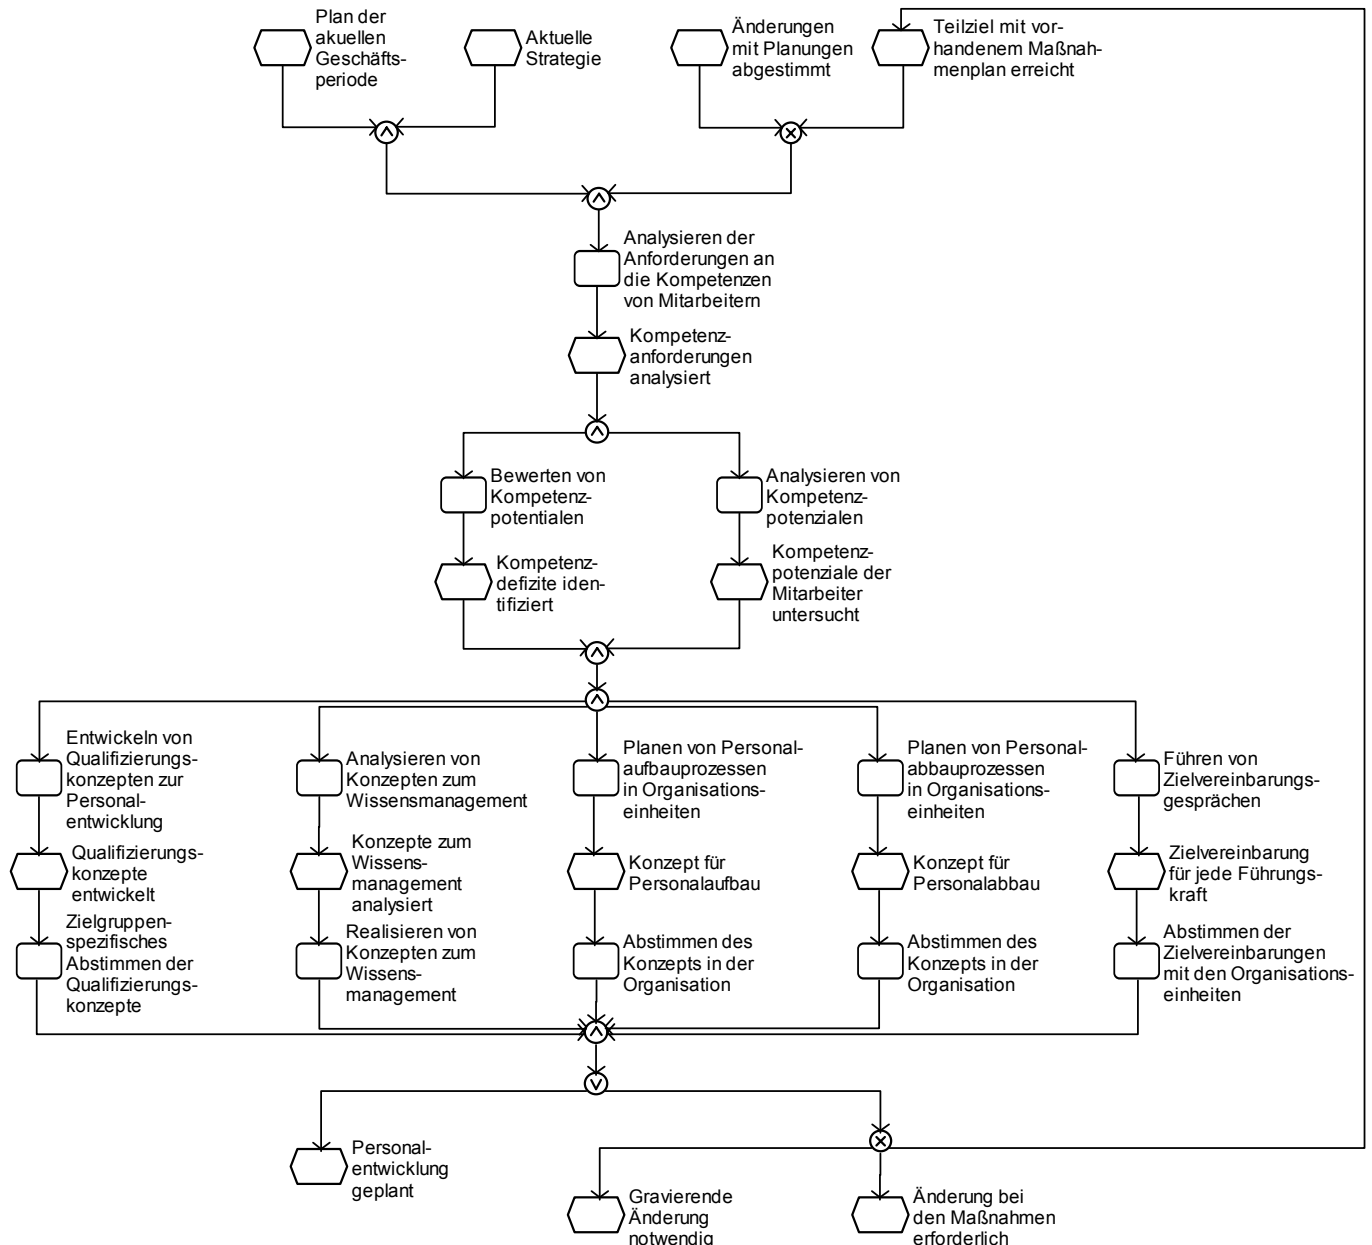 Plan der
akuellen
Geschäfts-
periode
Aktuelle
Strategie
Änderungen
mit Planungen
abgestimmt
Teilziel mit vor-
handenem Maßnah-
menplan erreicht
Analysieren der
Anforderungen an
die Kompetenzen
von Mitarbeitern
Kompetenz-
anforderungen
analysiert
Bewerten von
Kompetenz-
potentialen
Analysieren von
Kompetenz-
potenzialen
Kompetenz-
defizite iden-
tifiziert
Kompetenz-
potenziale der
Mitarbeiter
untersucht
Entwickeln von
Qualifizierungs-
konzepten zur
Personal-
entwicklung
Analysieren von
Konzepten zum
Wissensmanagement
Planen von Personal-
aufbauprozessen
in Organisations-
einheiten
Planen von Personal-
abbauprozessen
in Organisations-
einheiten
Führen von
Zielvereinbarungs-
gesprächen
Qualifizierungs-
konzepte
entwickelt
Konzepte zum
Wissens-
management
analysiert
Konzept für
Personalaufbau
Konzept für
Personalabbau
Zielvereinbarung
für jede Führungs-
kraft
Zielgruppen-
spezifisches
Abstimmen der
Qualifizierungs-
konzepte
Realisieren von
Konzepten zum
Wissens-
management
Abstimmen des
Konzepts in der
Organisation
Abstimmen des
Konzepts in der
Organisation
Abstimmen der
Zielvereinbarungen
mit den Organisations-
einheiten
Personal-
entwicklung
geplant
Gravierende
Änderung
notwendig
Änderung bei
den Maßnahmen
erforderlich